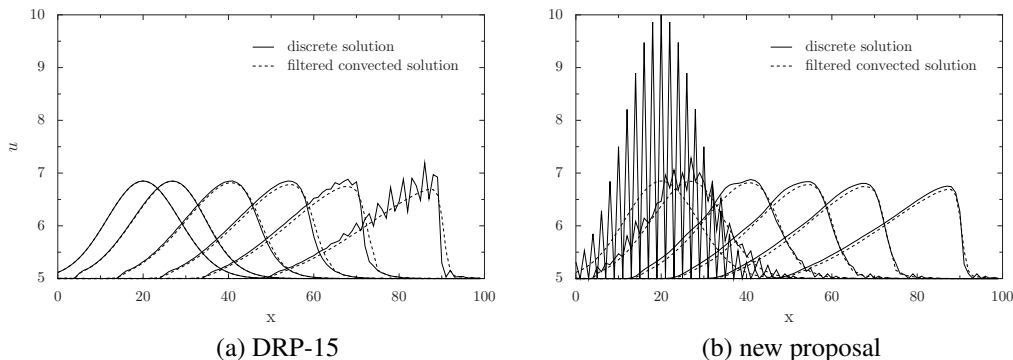 10
9
8
7
6
5
u
discrete solution
filtered convected solution
0 20 40 60 80 100
x
(a) DRP-15
10
9
8
7
6
5
discrete solution
filtered convected solution
0 20 40 60 80 100
x
(b) new proposal